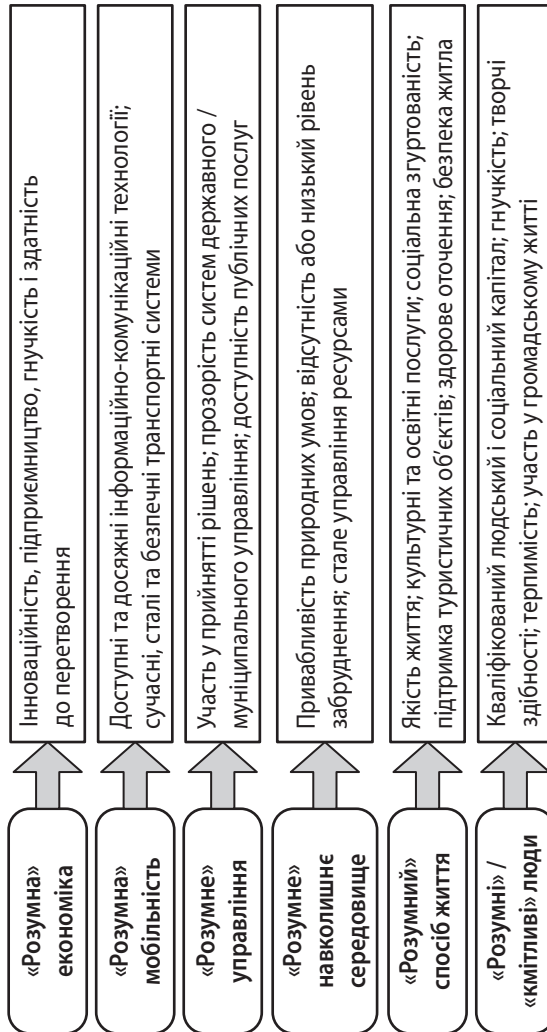 «Розумна»
економіка
Інноваційність, підприємництво, гнучкість і здатність
до перетворення
«Розумна»
мобільність
Доступні та досяжні інформаційно-комунікаційні технології;
сучасні, сталі та безпечні транспортні системи
«Розумне»
управління
Участь у прийнятті рішень; прозорість систем державного /
муніципального управління; доступність публічних послуг
«Розумне»
навколишнє
середовище
Привабливість природних умов; відсутність або низький рівень
забруднення; стале управління ресурсами
«Розумний»
спосіб життя
Якість життя; культурні та освітні послуги; соціальна згуртованість;
підтримка туристичних об’єктів; здорове оточення; безпека житла
«Розумні» /
«кмітливі» люди
Кваліфікований людський і соціальний капітал; гнучкість; творчі
здібності; терпимість; участь у громадському житті